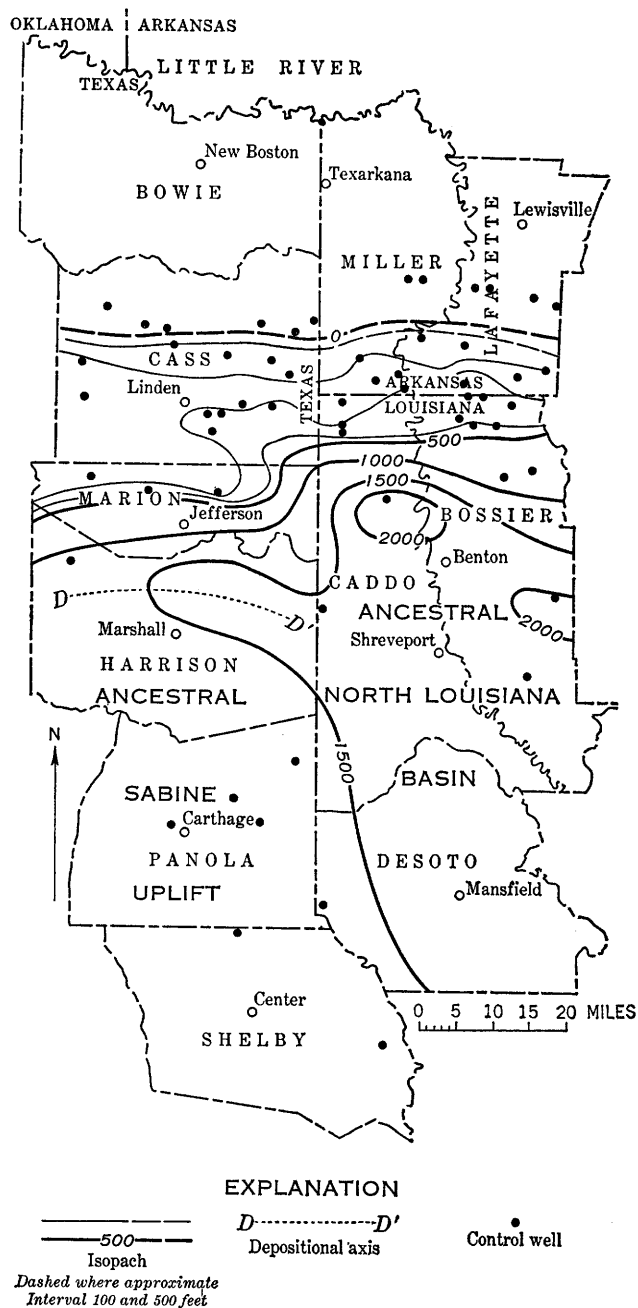 OKLAHOMA ARKANSAS
TEXAS
LITTLE RIVER
New Boston
BOWIE
Texarkana
LAFAYETTE
Lewisville
MILLER
0
CASS
TEXAS
ARKANSAS
LOUISIANA
Linden
500
1000
1500
MARION
Jefferson
BOSSIER
2000
Benton
CADDO
D
D'
ANCESTRAL
2000
Marshall
Shreveport
HARRISON
ANCESTRAL
NORTH LOUISIANA
N
1500
BASIN
SABINE
Carthage
PANOLA
DESOTO
UPLIFT
Mansfield
Center
SHELBY
0 5 10 15 20 MILES
EXPLANATION
500
Isopach
Dashed where approximate
Interval 100 and 500 feet
D D'
Depositional axis
Control well